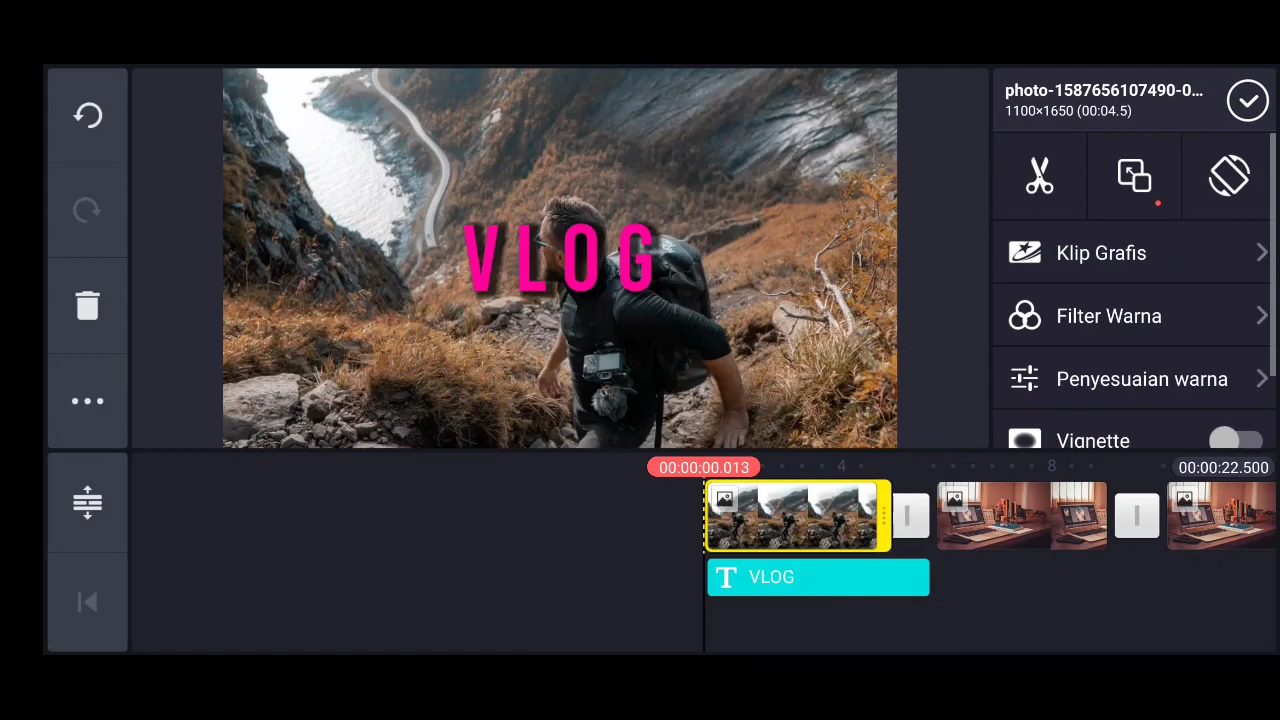 photo-1587656107490-0...
1100×1650 (00:04.5)
VLOG
Klip Grafis
Filter Warna
Penyesuaian warna
Vignette
00:00:00.013
4
8
00:00:22.500
T VLOG